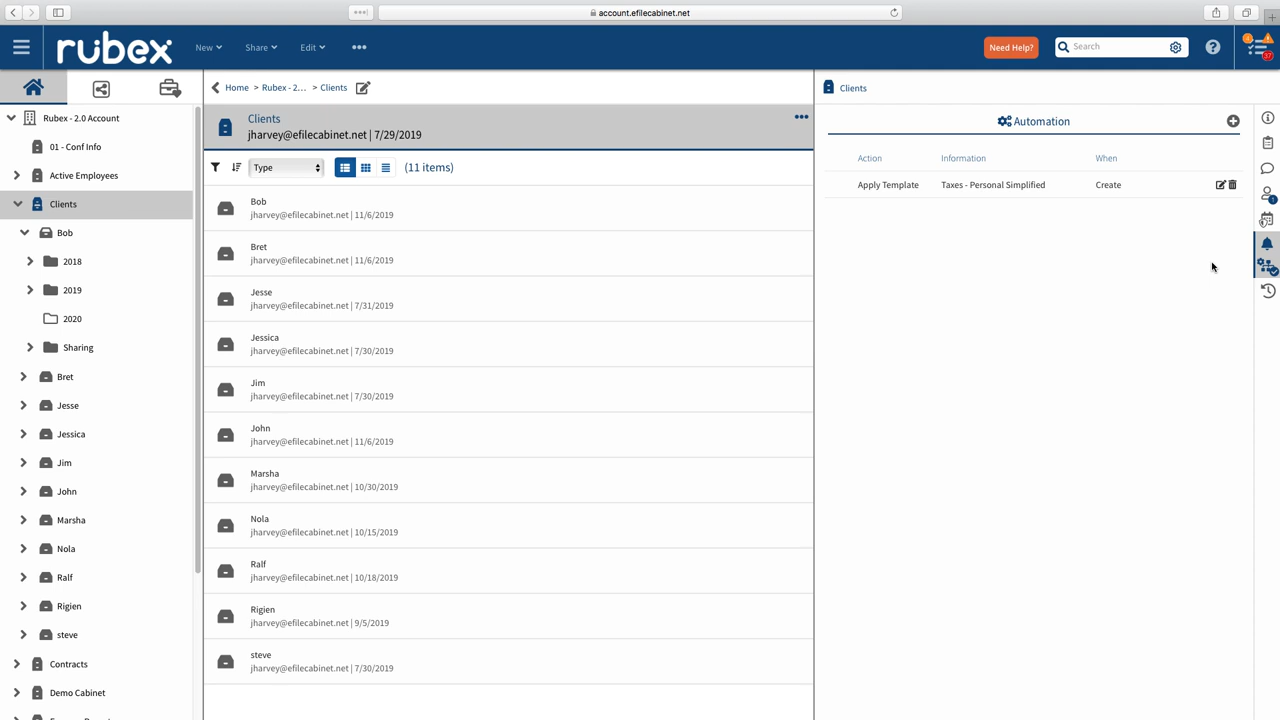 account.efilecabinet.net
rubex
New
Share
Edit
Need Help?
Search
37
Rubex - 2.0 Account
01 - Conf Info
Active Employees
Clients
Bob
2018
2019
2020
Sharing
Bret
Jesse
Jessica
Jim
John
Marsha
Nola
Ralf
Rigien
steve
Contracts
Demo Cabinet
Home > Rubex - 2... > Clients
Clients
jharvey@efilecabinet.net | 7/29/2019
Type
(11 items)
Bob
jharvey@efilecabinet.net | 11/6/2019
Bret
jharvey@efilecabinet.net | 11/6/2019
Jesse
jharvey@efilecabinet.net | 7/31/2019
Jessica
jharvey@efilecabinet.net | 7/30/2019
Jim
jharvey@efilecabinet.net | 7/30/2019
John
jharvey@efilecabinet.net | 11/6/2019
Marsha
jharvey@efilecabinet.net | 10/30/2019
Nola
jharvey@efilecabinet.net | 10/15/2019
Ralf
jharvey@efilecabinet.net | 10/18/2019
Rigien
jharvey@efilecabinet.net | 9/5/2019
steve
jharvey@efilecabinet.net | 7/30/2019
Clients
Automation
Action Information When
Apply Template Taxes - Personal Simplified Create